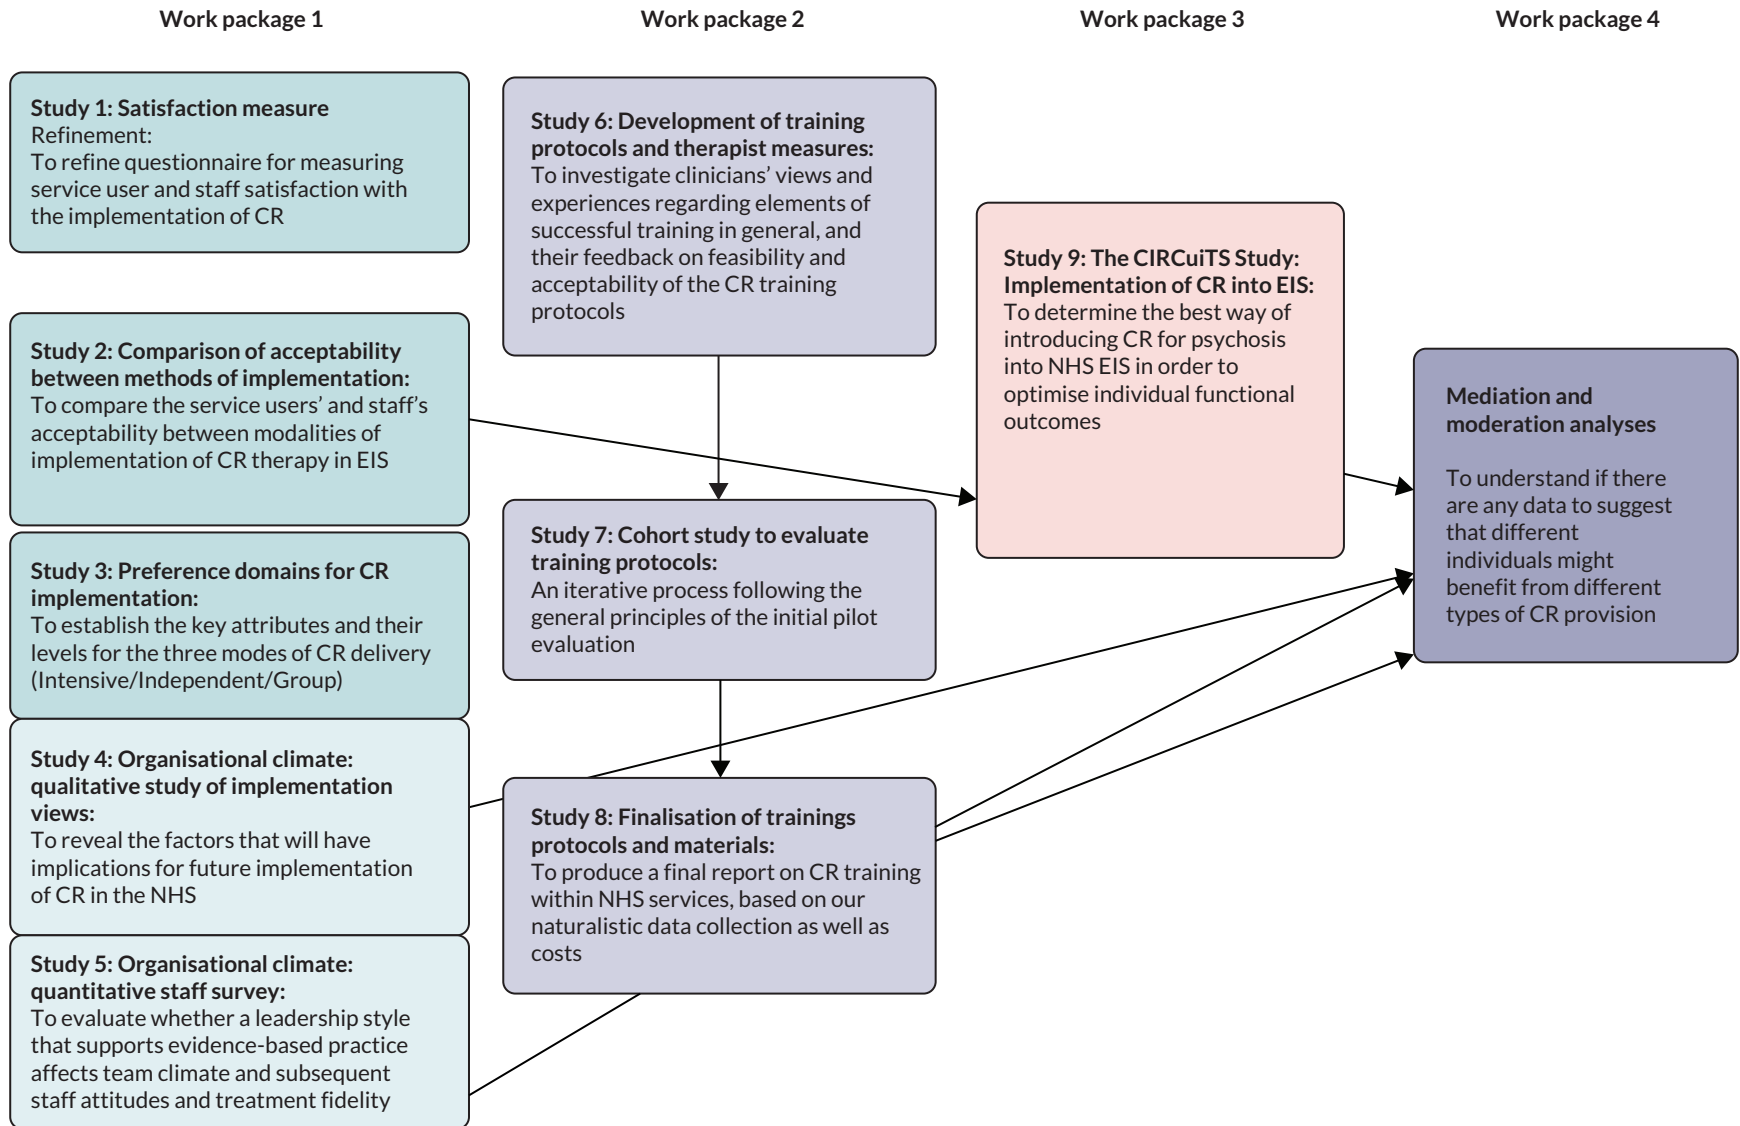 Work package 1
Work package 2
Work package 3
Work package 4
Study 1: Satisfaction measure
Refinement:
To refine questionnaire for measuring
service user and staff satisfaction with
the implementation of CR
Study 2: Comparison of acceptability
between methods of implementation:
To compare the service users’ and staff’s
acceptability between modalities of
implementation of CR therapy in EIS
Study 3: Preference domains for CR
implementation:
To establish the key attributes and their
levels for the three modes of CR delivery
(Intensive/Independent/Group)
Study 4: Organisational climate:
qualitative study of implementation
views:
To reveal the factors that will have
implications for future implementation
of CR in the NHS
Study 5: Organisational climate:
quantitative staff survey:
To evaluate whether a leadership style
that supports evidence-based practice
affects team climate and subsequent
staff attitudes and treatment fidelity
Study 6: Development of training
protocols and therapist measures:
To investigate clinicians’ views and
experiences regarding elements of
successful training in general, and
their feedback on feasibility and
acceptability of the CR training
protocols
Study 7: Cohort study to evaluate
training protocols:
An iterative process following the
general principles of the initial pilot
evaluation
Study 8: Finalisation of trainings
protocols and materials:
To produce a final report on CR training
within NHS services, based on our
naturalistic data collection as well as
costs
Study 9: The CIRCuiTS Study:
Implementation of CR into EIS:
To determine the best way of
introducing CR for psychosis
into NHS EIS in order to
optimise individual functional
outcomes
Mediation and
moderation analyses
To understand if there
are any data to suggest
that different
individuals might
benefit from different
types of CR provision